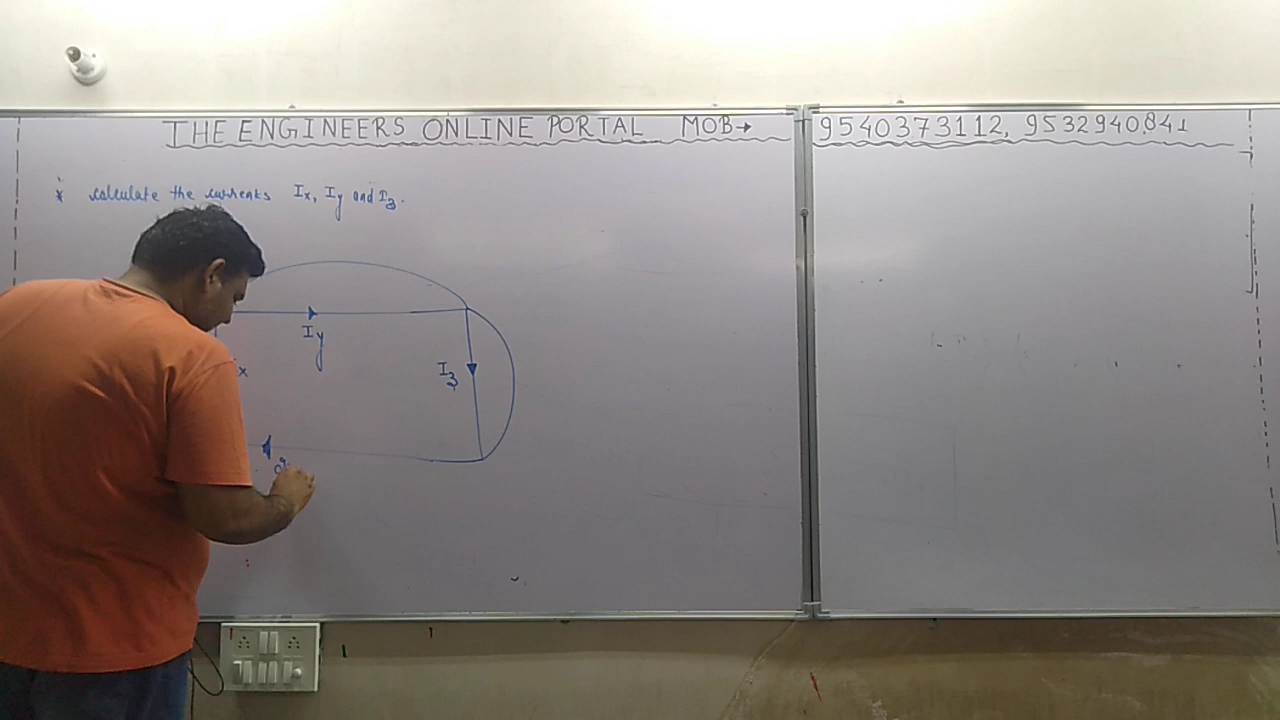 THE ENGINEERS ONLINE PORTAL MOB→ 9540373112, 9532940841
* calculate the currents Ix, Iy and Iz.
Iy
x
Iz